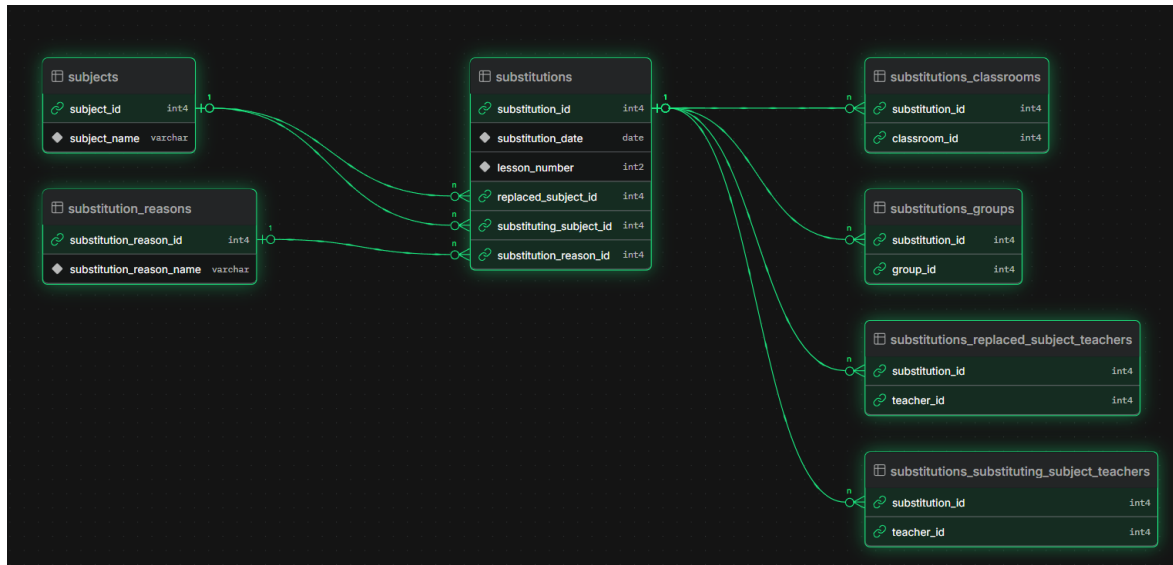 subjects
subject_id int4
subject_name varchar
substitution_reasons
substitution_reason_id int4
substitution_reason_name varchar
1
1
substitutions
substitution_id int4
substitution_date date
lesson_number int2
replaced_subject_id int4
substituting_subject_id int4
substitution_reason_id int4
n
n
n
1
substitutions_classrooms
substitution_id int4
classroom_id int4
n
substitutions_groups
substitution_id int4
group_id int4
n
substitutions_replaced_subject_teachers
substitution_id int4
teacher_id int4
n
substitutions_substituting_subject_teachers
substitution_id int4
teacher_id int4
n